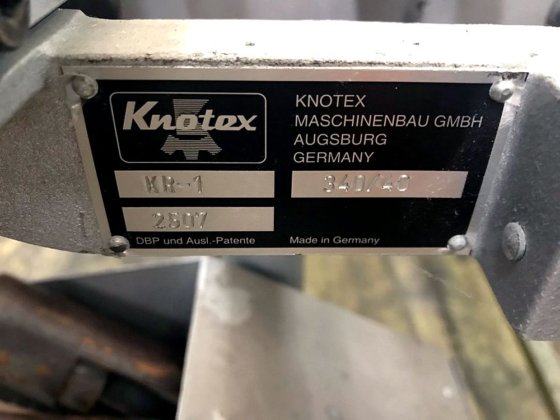 Knotex
KNOTEX
MASCHINENBAU GMBH
AUGSBURG
GERMANY
KR-1
340/40
2507
DBP und Ausl.-Patente
Made in Germany